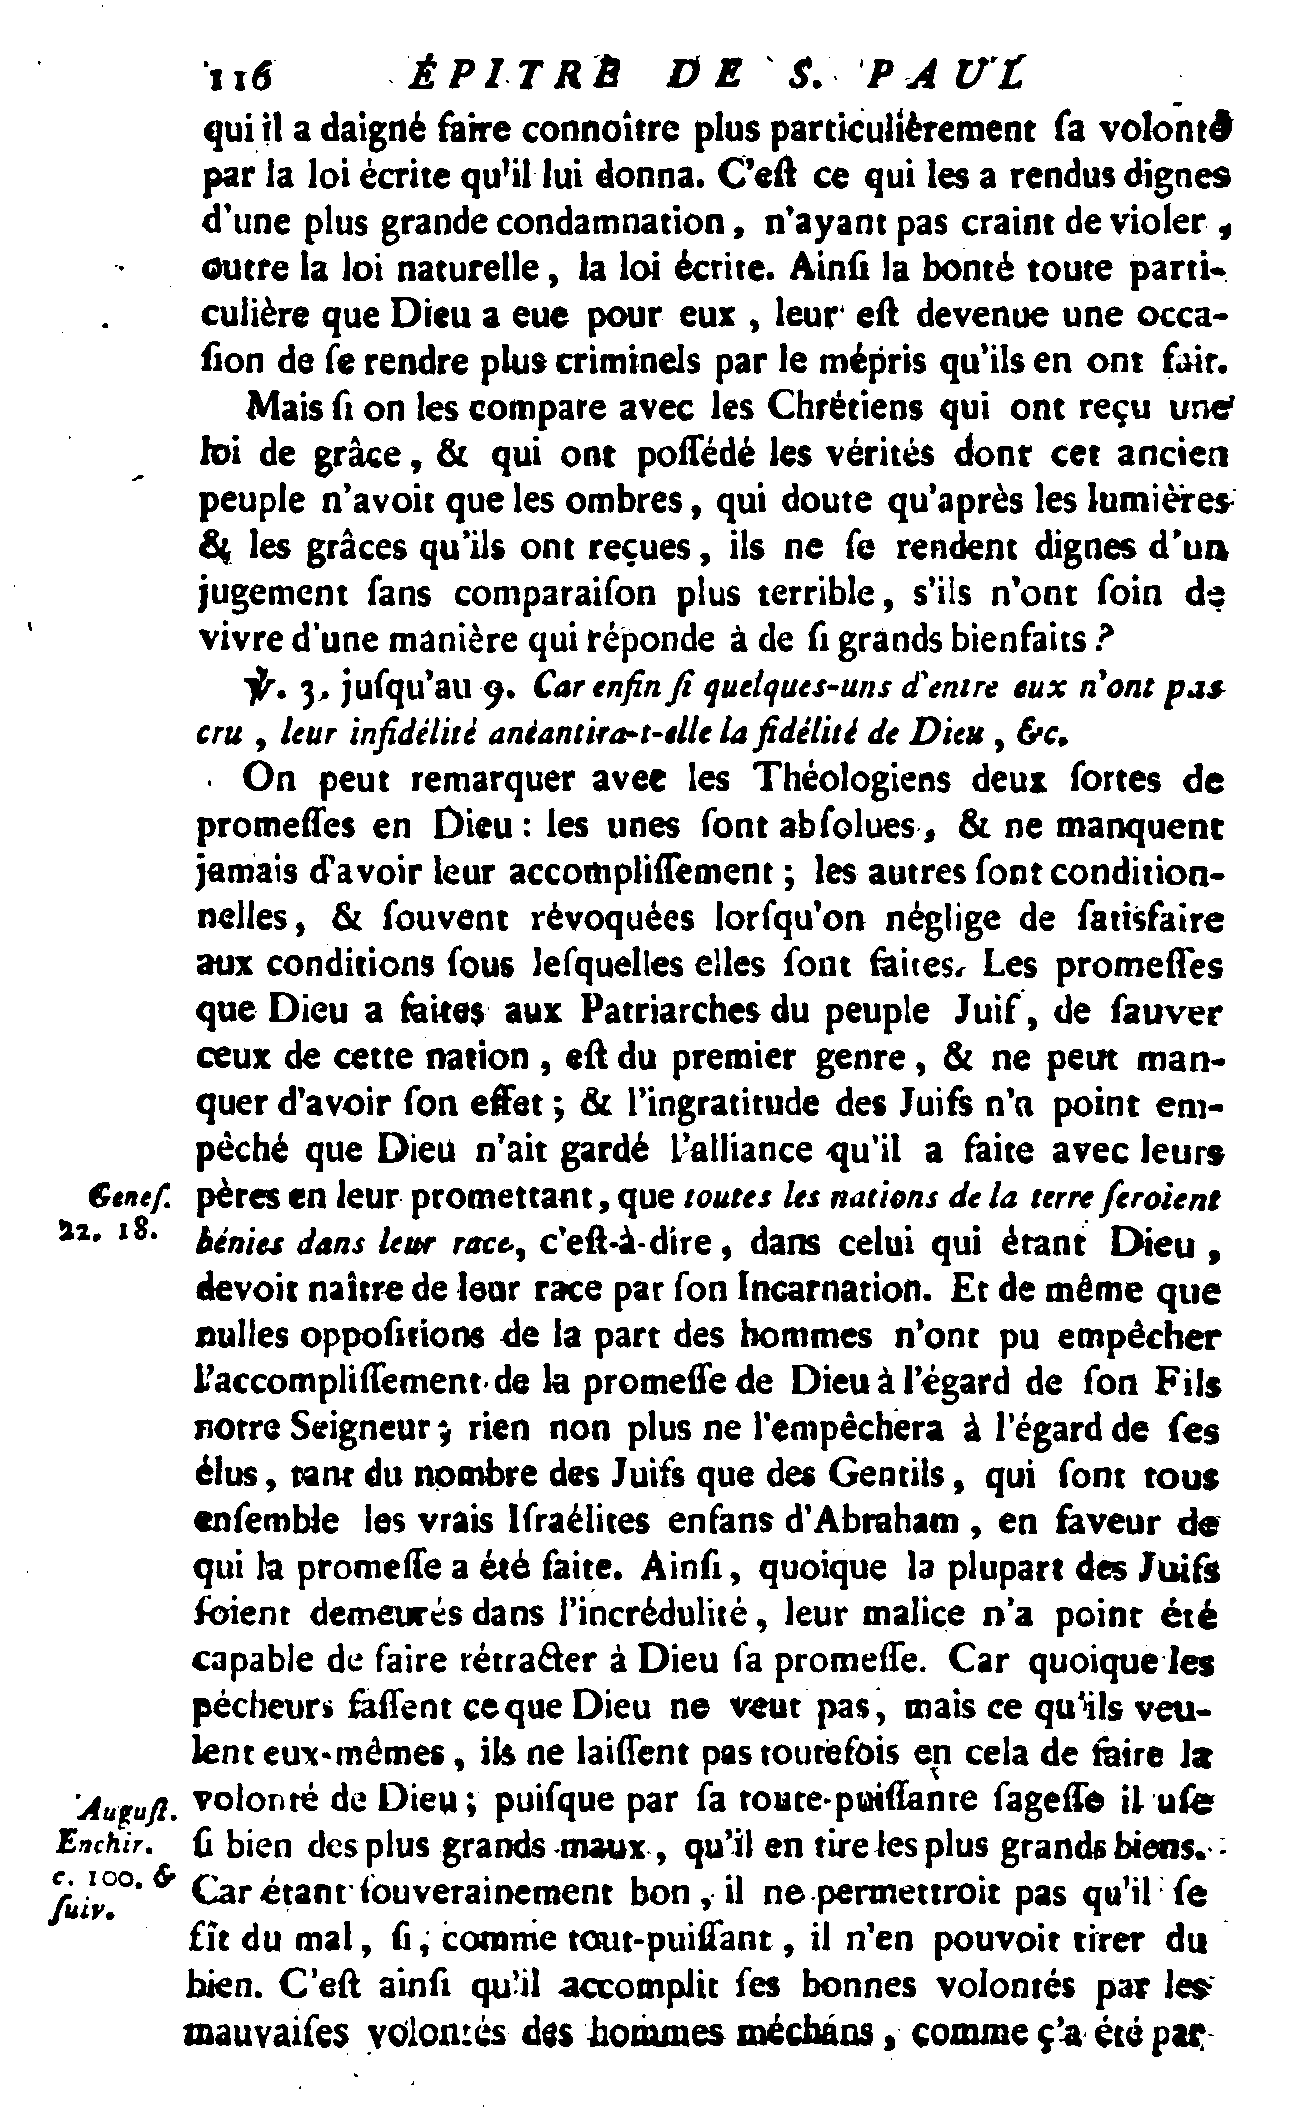 116 ÉPITRE DE S. PAUL
qui il a daigné faire connoître plus particuliérement ſa volonté
par la loi écrite qu'il lui donna. C'eſt ce qui les a rendus dignes
d'une plus grande condamnation, n'ayant pas craint de violer,
outre la loi naturelle, la loi écrite. Ainſi la bonté toute parti-
culière que Dieu a eue pour eux, leur eſt devenue une occa-
ſion de ſe rendre plus criminels par le mépris qu'ils en ont fait.
Mais ſi on les compare avec les Chrétiens qui ont reçu une
loi de grâce, & qui ont poſſédé les vérités dont cet ancien
peuple n'avoit que les ombres, qui doute qu'après les lumières
& les grâces qu'ils ont reçues, ils ne ſe rendent dignes d'un
jugement ſans comparaiſon plus terrible, s'ils n'ont ſoin de
vivre d'une manière qui réponde à de ſi grands bienfaits?
℣. 3. juſqu'au 9. Car enfin ſi quelques-uns d'entre eux n'ont pas
cru, leur infidélité anéantira-t-elle la fidélité de Dieu, &c.
On peut remarquer avec les Théologiens deux ſortes de
promeſſes en Dieu: les unes ſont abſolues, & ne manquent
jamais d'avoir leur accompliſſement; les autres ſont condition-
nelles, & ſouvent révoquées lorſqu'on néglige de ſatisfaire
aux conditions ſous leſquelles elles ſont faites. Les promeſſes
que Dieu a faites aux Patriarches du peuple Juif, de ſauver
ceux de cette nation, eſt du premier genre, & ne peut man-
quer d'avoir ſon effet; & l'ingratitude des Juifs n'a point em-
pêché que Dieu n'ait gardé l'alliance qu'il a faite avec leurs
Geneſ. pères en leur promettant, que toutes les nations de la terre ſeroient
22. 18. bénies dans leur race, c'eſt-à-dire, dans celui qui étant Dieu,
devoit naître de leur race par ſon Incarnation. Et de même que
nulles oppoſitions de la part des hommes n'ont pu empêcher
l'accompliſſement de la promeſſe de Dieu à l'égard de ſon Fils
notre Seigneur; rien non plus ne l'empêchera à l'égard de ſes
élus, tant du nombre des Juifs que des Gentils, qui ſont tous
enſemble les vrais Iſraélites enfans d'Abraham, en faveur de
qui la promeſſe a été faite. Ainſi, quoique la plupart des Juifs
ſoient demeurés dans l'incrédulité, leur malice n'a point été
capable de faire rétracter à Dieu ſa promeſſe. Car quoique les
pécheurs faſſent ce que Dieu ne veut pas, mais ce qu'ils veu-
lent eux-mêmes, ils ne laiſſent pas toutefois en cela de faire la
Auguſt. volonté de Dieu; puiſque par ſa toute-puiſſante ſageſſe il uſe
Enchir. ſi bien des plus grands maux, qu'il en tire les plus grands biens.
c. 100. & Car étant ſouverainement bon, il ne permettroit pas qu'il ſe
ſuiv. fît du mal, ſi, comme tout-puiſſant, il n'en pouvoit tirer du
bien. C'eſt ainſi qu'il accomplit ſes bonnes volontés par les
mauvaiſes volontés des hommes méchans, comme ç'a été par